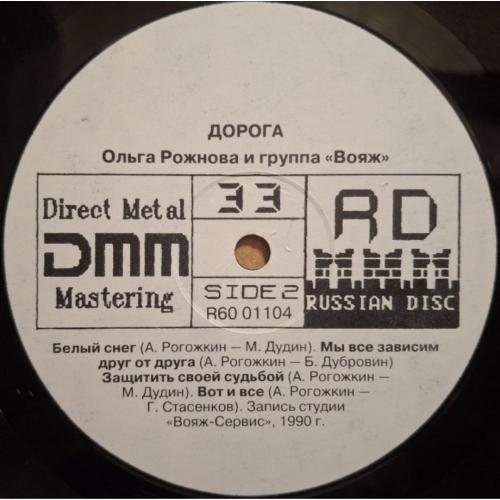 ДОРОГА
Ольга Рожнова и группа «Вояж»
Direct Metal
DMM
Mastering
33
SIDE 2
R60 01104
RD
RUSSIAN DISC
Белый снег (А. Рогожкин — М. Дудин). Мы все зависим
друг от друга (А. Рогожкин — Б. Дубровин)
Защитить своей судьбой (А. Рогожкин —
М. Дудин). Вот и все (А. Рогожкин —
Г. Стасенков). Запись студии
«Вояж-Сервис», 1990 г.